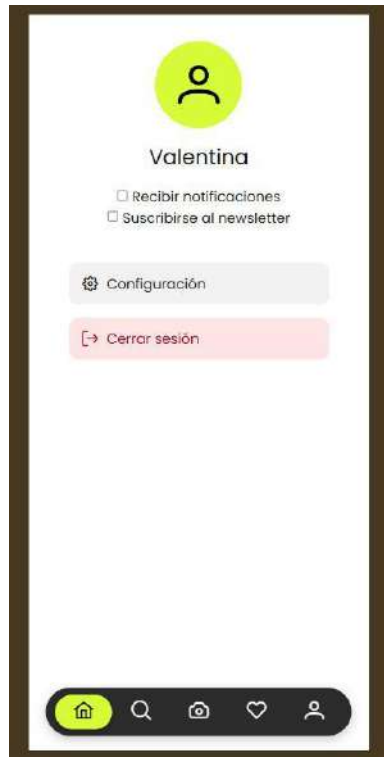 Valentina
Recibir notificaciones
Suscribirse al newsletter
Configuración
Cerrar sesión